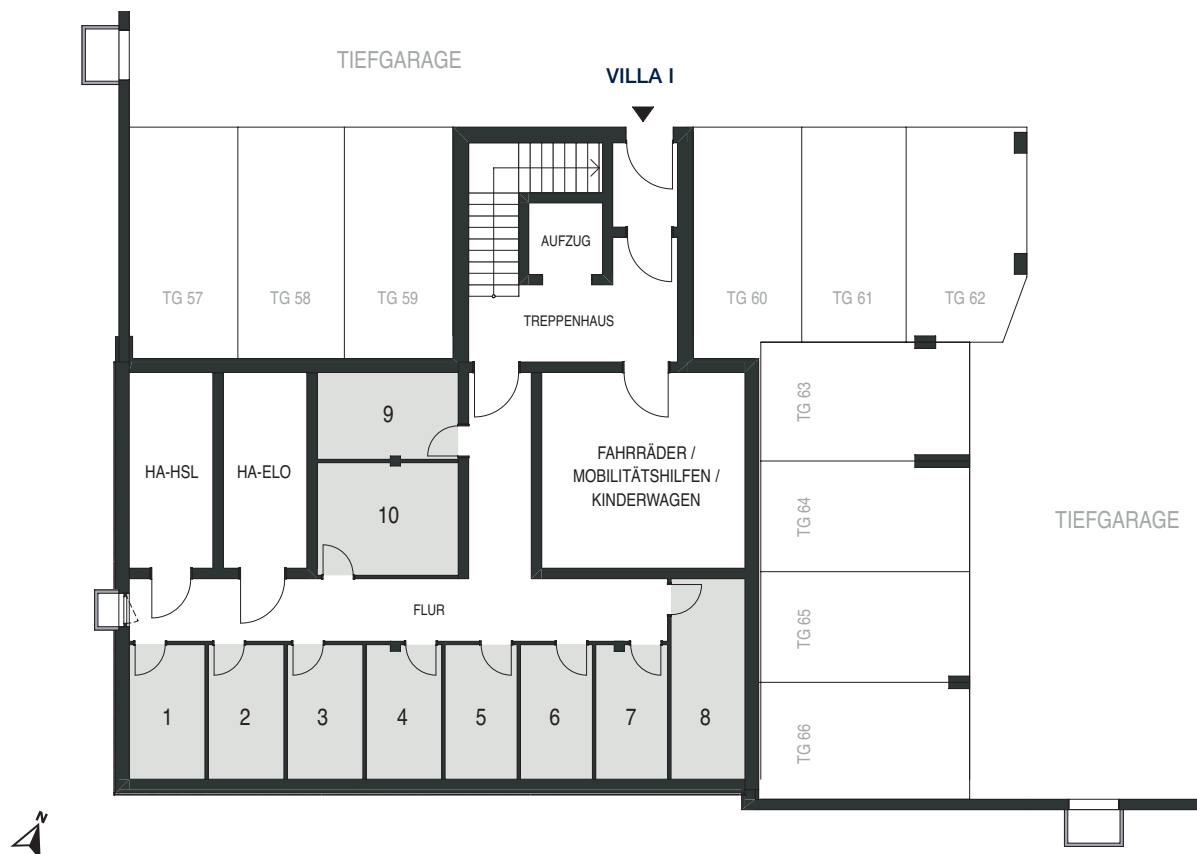 TIEFGARAGE
VILLA I
AUFZUG
TG 57
TG 58
TG 59
TG 60
TG 61
TG 62
TREPPENHAUS
TG 63
9
FAHRRÄDER /
MOBILITÄTSHILFEN /
KINDERWAGEN
HA-HSL
HA-ELO
10
TG 64
TIEFGARAGE
FLUR
TG 65
1
2
3
4
5
6
7
8
TG 66
N